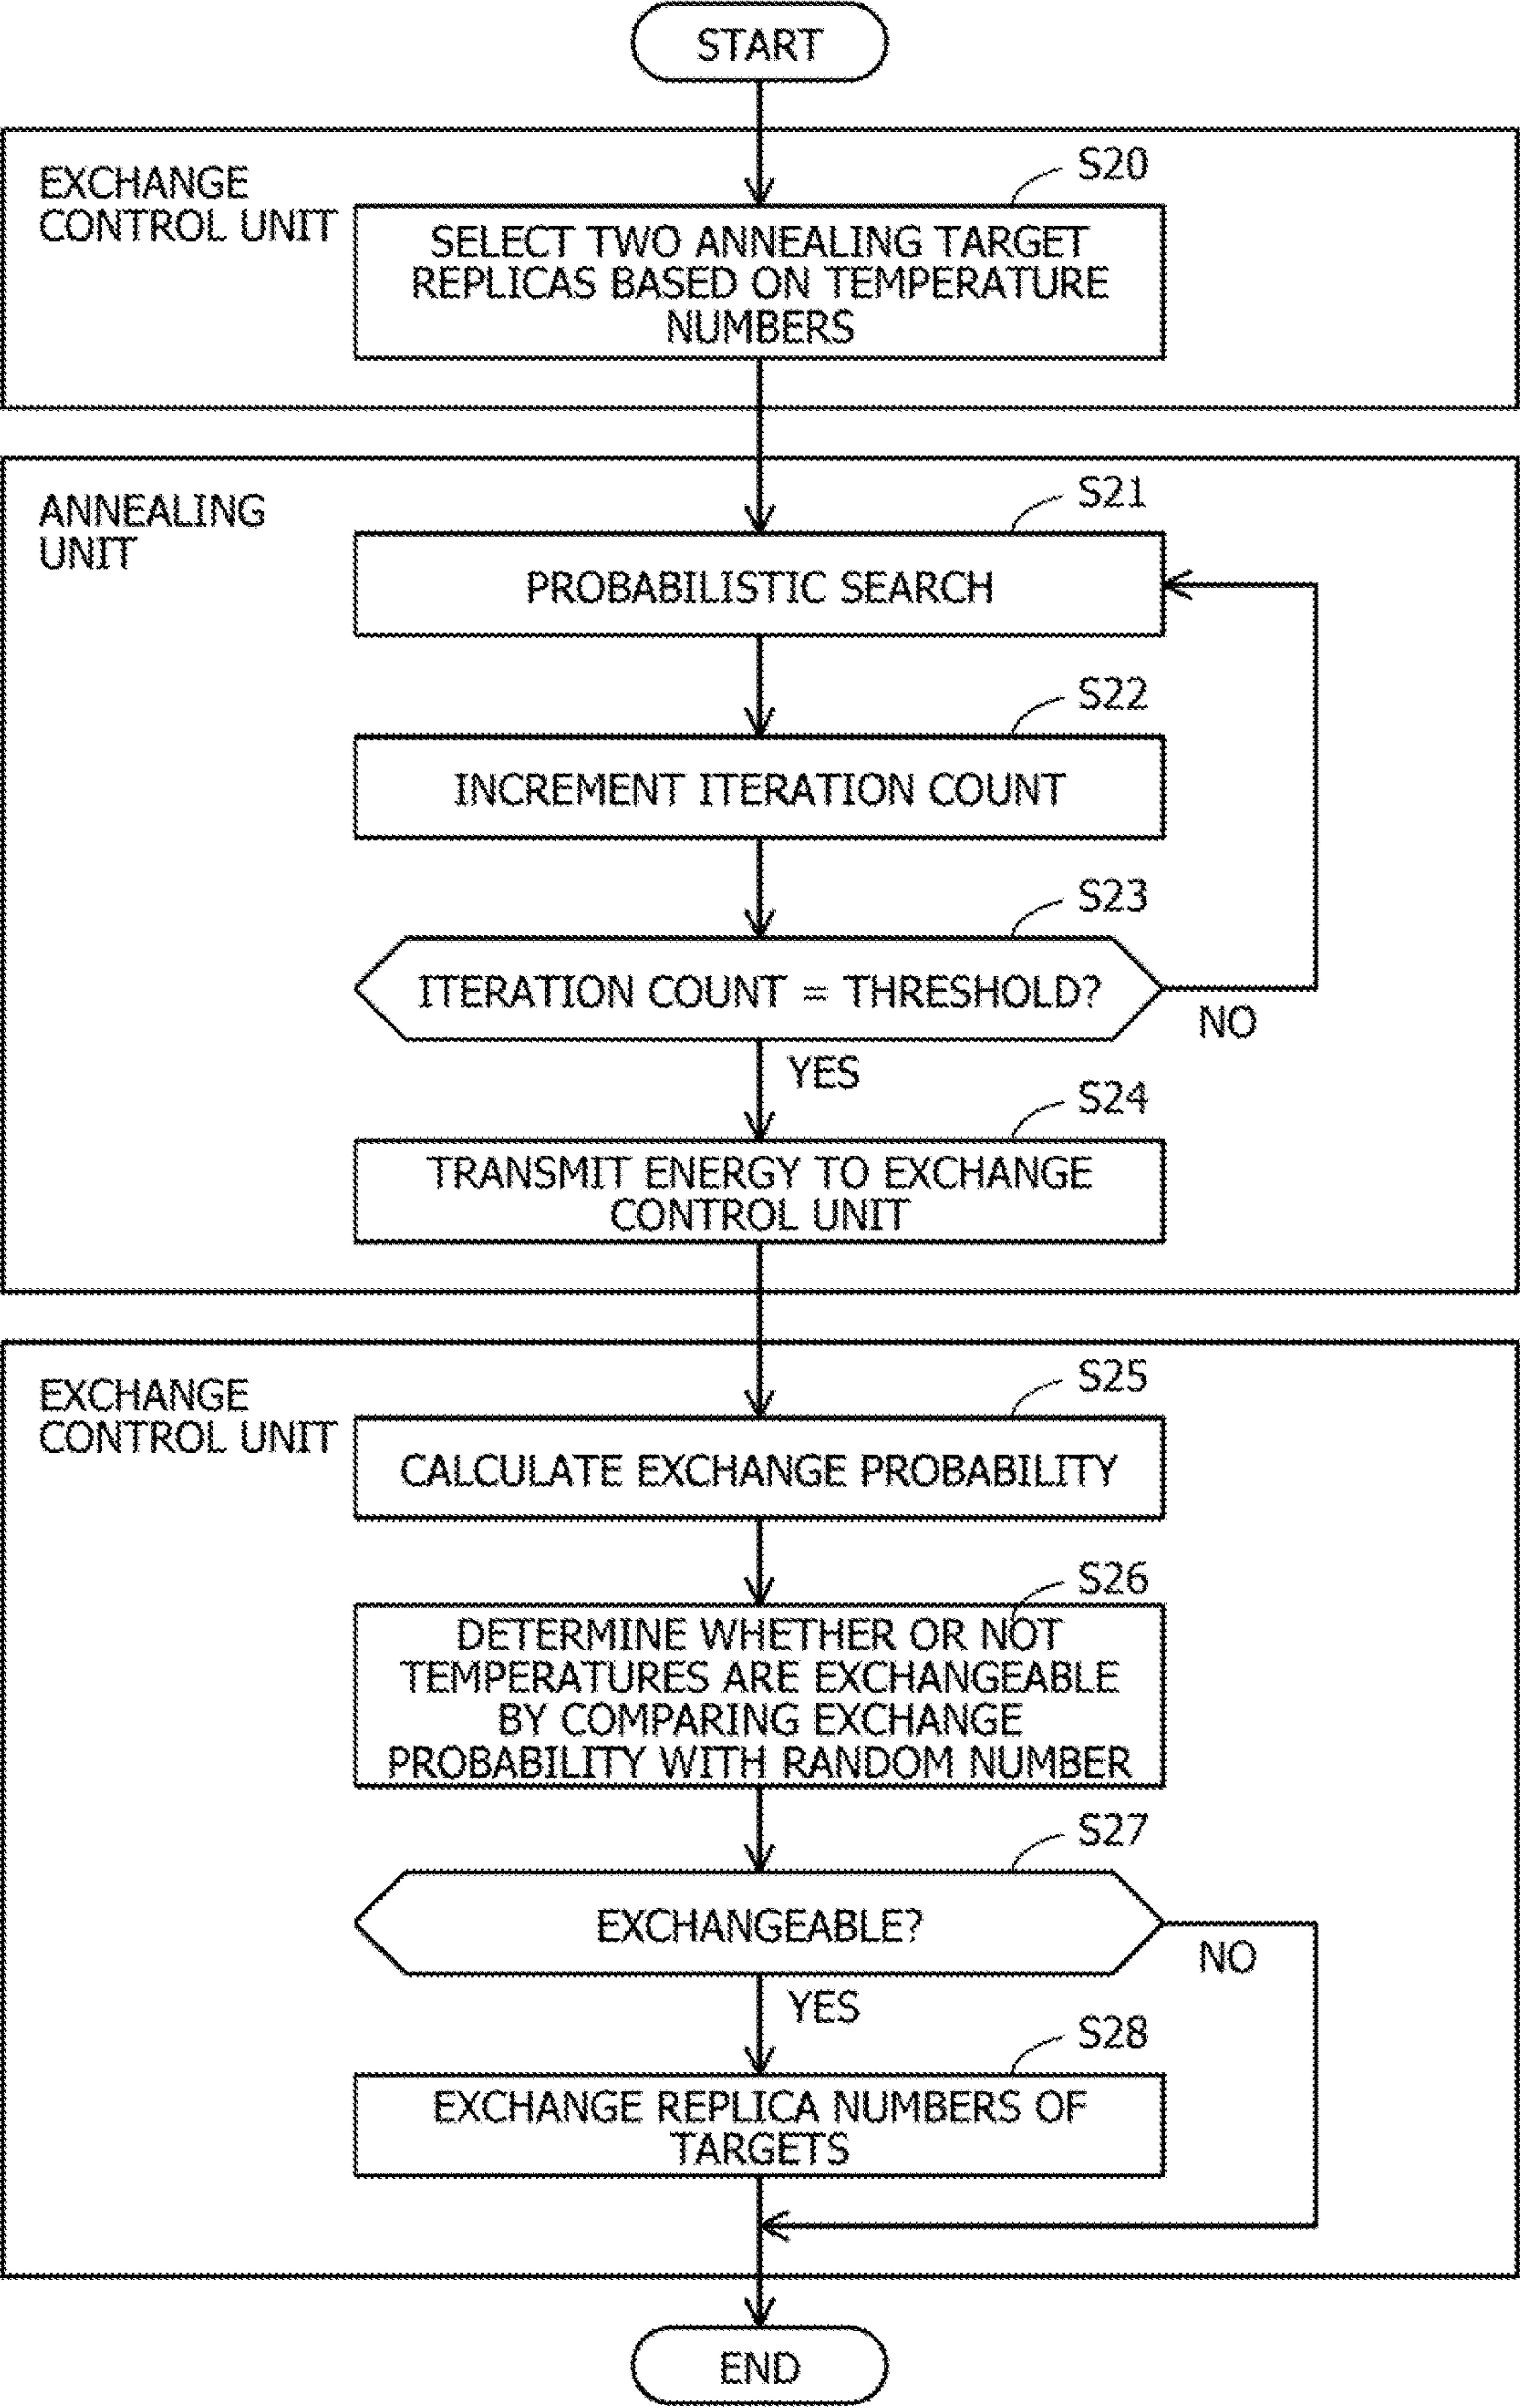 START
EXCHANGE
CONTROL UNIT
S20
SELECT TWO ANNEALING TARGET
REPLICAS BASED ON TEMPERATURE
NUMBERS
ANNEALING
UNIT
S21
PROBABILISTIC SEARCH
S22
INCREMENT ITERATION COUNT
S23
ITERATION COUNT = THRESHOLD?
NO
YES
S24
TRANSMIT ENERGY TO EXCHANGE
CONTROL UNIT
EXCHANGE
CONTROL UNIT
S25
CALCULATE EXCHANGE PROBABILITY
S26
DETERMINE WHETHER OR NOT
TEMPERATURES ARE EXCHANGEABLE
BY COMPARING EXCHANGE
PROBABILITY WITH RANDOM NUMBER
S27
EXCHANGEABLE?
NO
YES
S28
EXCHANGE REPLICA NUMBERS OF
TARGETS
END